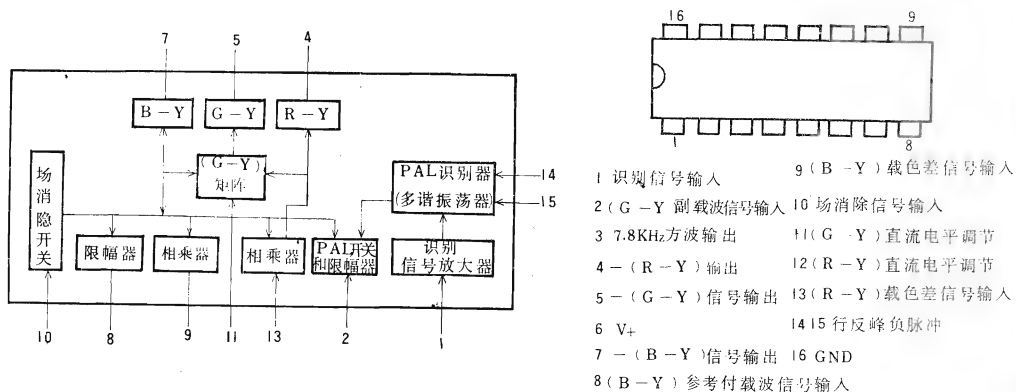 7 5 4
B-Y G-Y R-Y
(G-Y)
矩阵
场消隐开关
PAL识别器
(多谐振荡器)
14
15
限幅器 相乘器 相乘器 PAL开关
和限幅器
识别
信号放大器
10 8 9 11 13 2 1
16 9
1 8
1 识别信号输入
2(G-Y 副载波信号输入
3 7.8KHz方波输出
4-(R-Y)输出
5-(G-Y)信号输出
6 V+
7 -(B-Y)信号输出
8(B-Y)参考付载波信号输入
9(B-Y)载色差信号输入
10 场消除信号输入
11(G-Y)直流电平调节
12(R-Y)直流电平调节
13(R-Y)载色差信号输入
14 15 行反峰负脉冲
16 GND